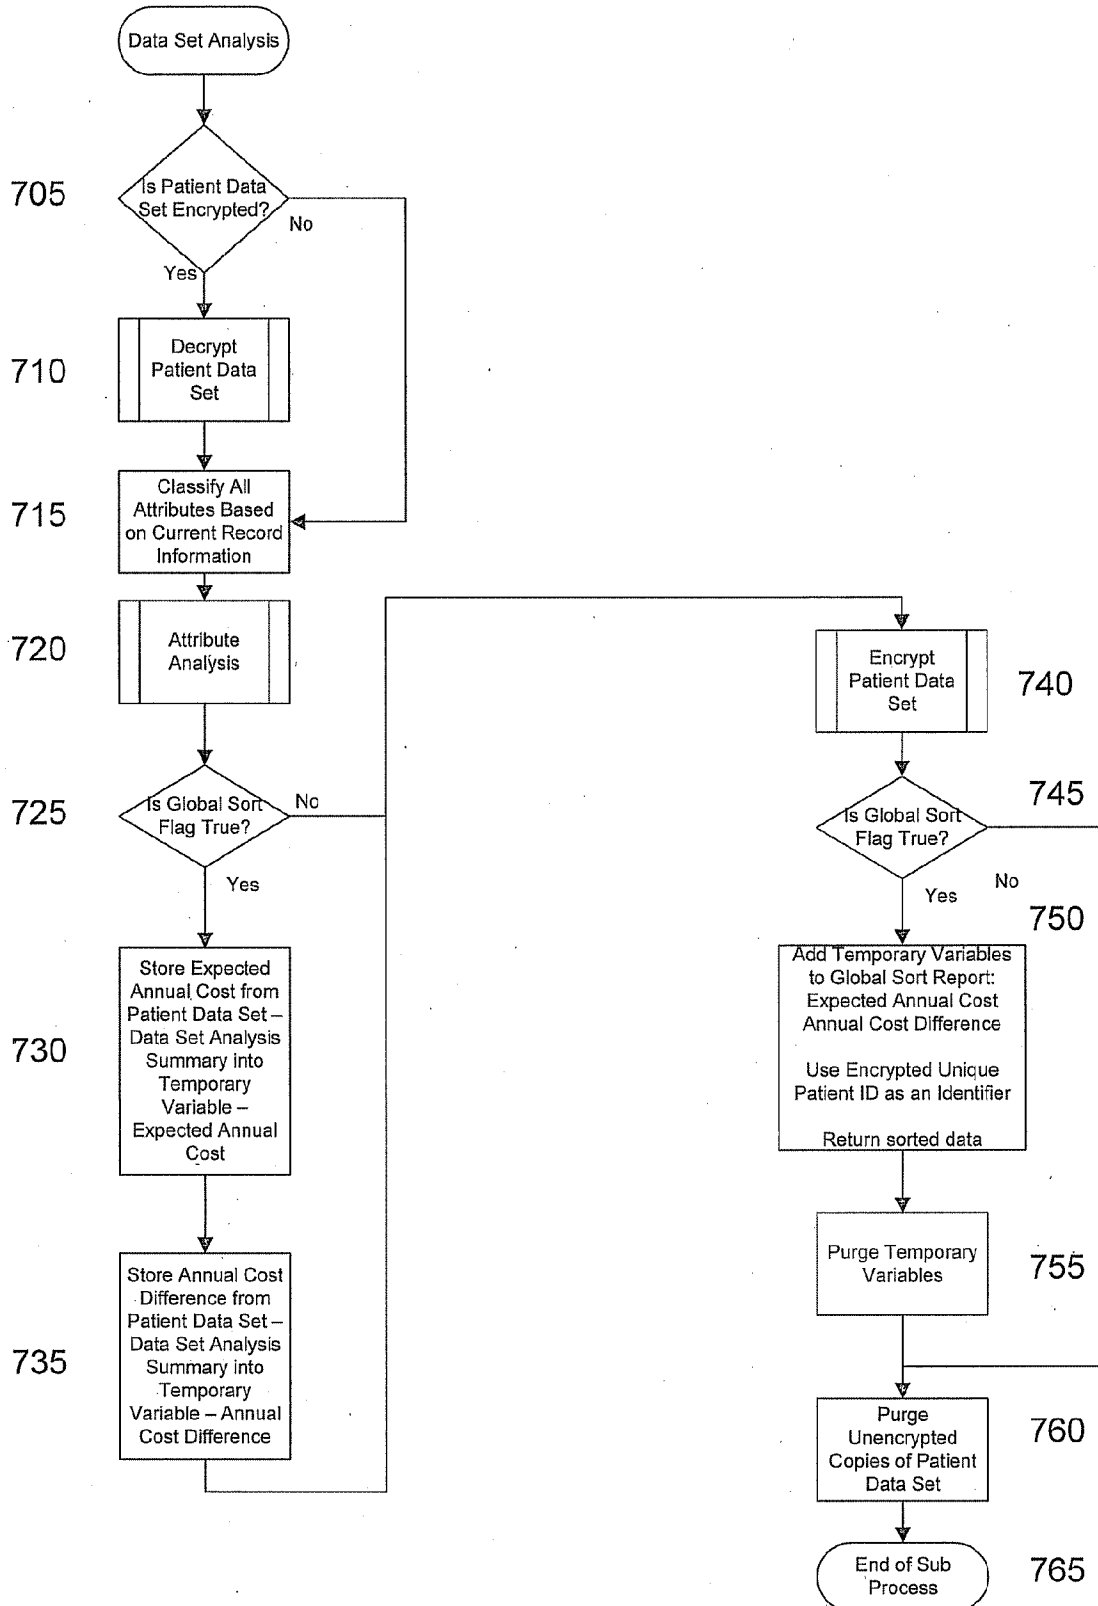 Data Set Analysis
705
Is Patient Data
Set Encrypted?
No
Yes
710
Decrypt
Patient Data
Set
715
Classify All
Attributes Based
on Current Record
Information
720
Attribute
Analysis
725
Is Global Sort
Flag True?
No
Yes
730
Store Expected
Annual Cost from
Patient Data Set –
Data Set Analysis
Summary into
Temporary
Variable –
Expected Annual
Cost
735
Store Annual Cost
Difference from
Patient Data Set –
Data Set Analysis
Summary into
Temporary
Variable – Annual
Cost Difference
Encrypt
Patient Data
Set
740
745
Is Global Sort
Flag True?
Yes
No
750
Add Temporary Variables
to Global Sort Report:
Expected Annual Cost
Annual Cost Difference
Use Encrypted Unique
Patient ID as an Identifier
Return sorted data
Purge Temporary
Variables
755
Purge
Unencrypted
Copies of Patient
Data Set
760
End of Sub
Process
765